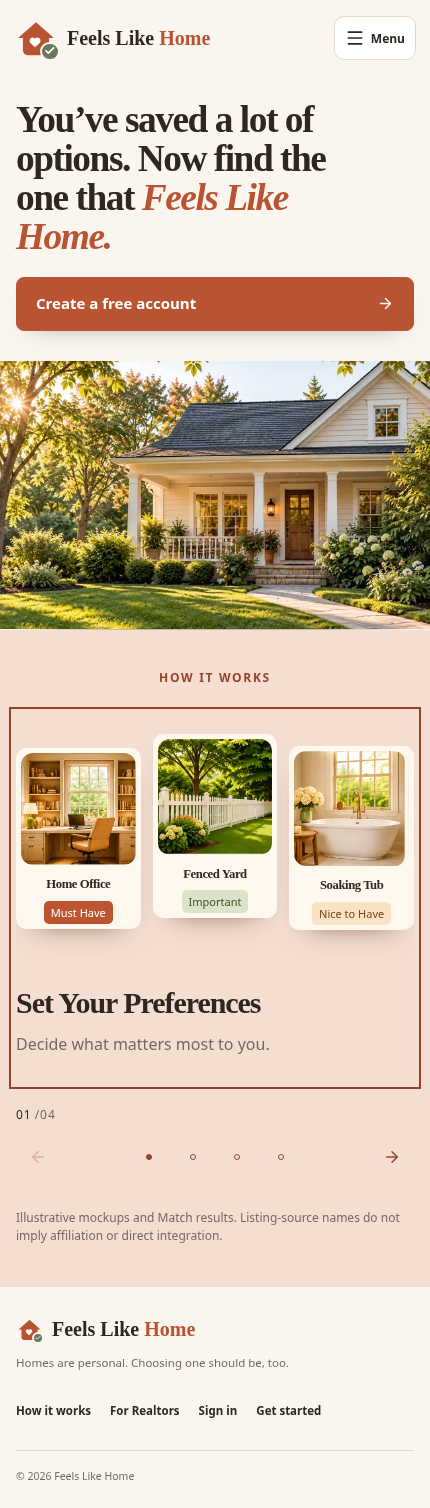 Feels Like Home
Menu
You’ve saved a lot of
options. Now find the
one that Feels Like
Home.
Create a free account
HOW IT WORKS
Home Office
Must Have
Fenced Yard
Important
Soaking Tub
Nice to Have
Set Your Preferences
Decide what matters most to you.
01 /04
Illustrative mockups and Match results. Listing-source names do not
imply affiliation or direct integration.
Feels Like Home
Homes are personal. Choosing one should be, too.
How it works For Realtors Sign in Get started
© 2026 Feels Like Home